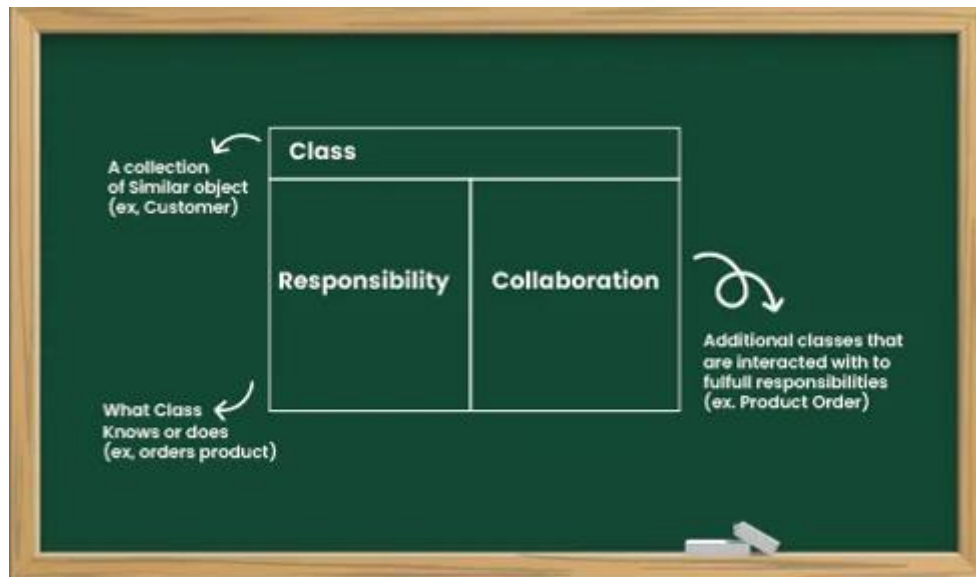 Class
A collection
of Similar object
(ex, Customer)
Responsibility
Collaboration
Additional classes that
are interacted with to
fulfull responsibilities
(ex. Product Order)
What Class
Knows or does
(ex, orders product)